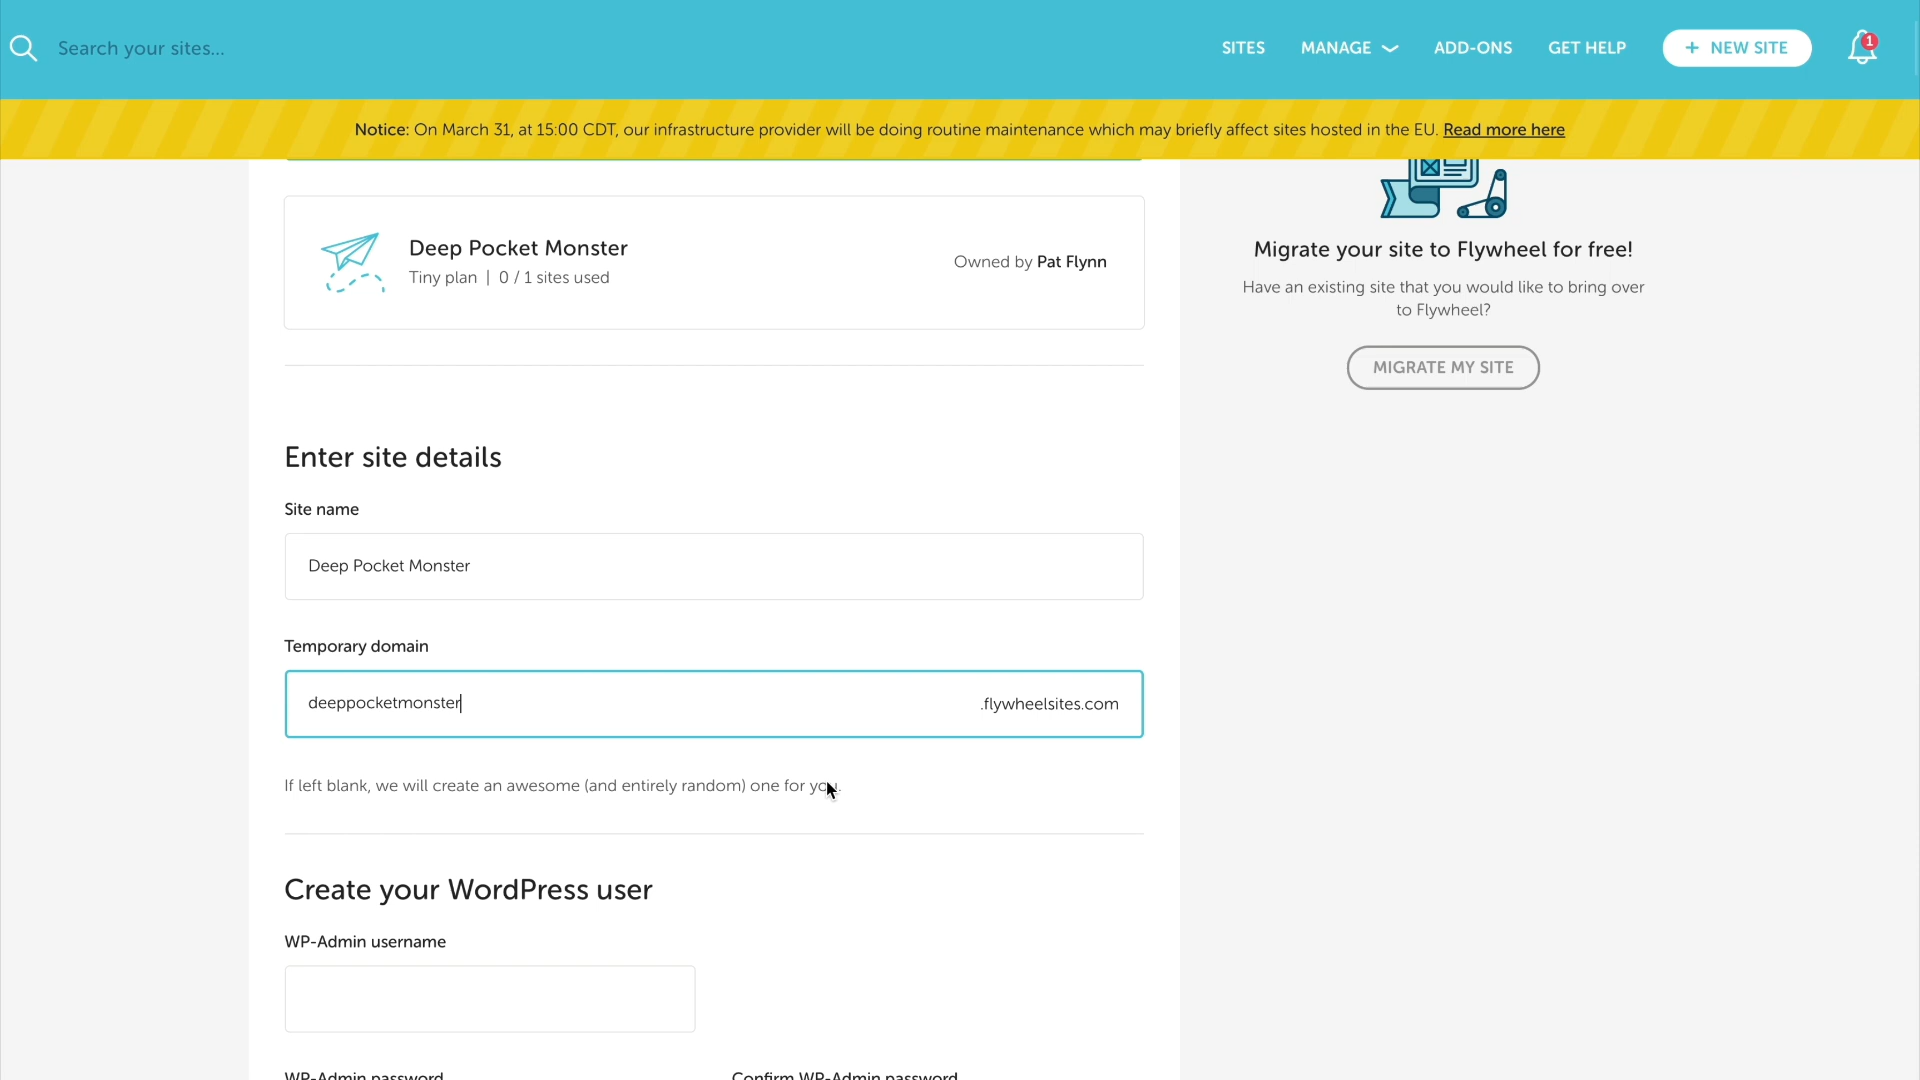 Search your sites...
SITES
MANAGE
ADD-ONS
GET HELP
+ NEW SITE
1
Notice: On March 31, at 15:00 CDT, our infrastructure provider will be doing routine maintenance which may briefly affect sites hosted in the EU. Read more here
Deep Pocket Monster
Tiny plan | 0 / 1 sites used
Owned by Pat Flynn
Migrate your site to Flywheel for free!
Have an existing site that you would like to bring over
to Flywheel?
MIGRATE MY SITE
Enter site details
Site name
Deep Pocket Monster
Temporary domain
deeppocketmonster
.flywheelsites.com
If left blank, we will create an awesome (and entirely random) one for you.
Create your WordPress user
WP-Admin username
WP-Admin password
Confirm WP-Admin password